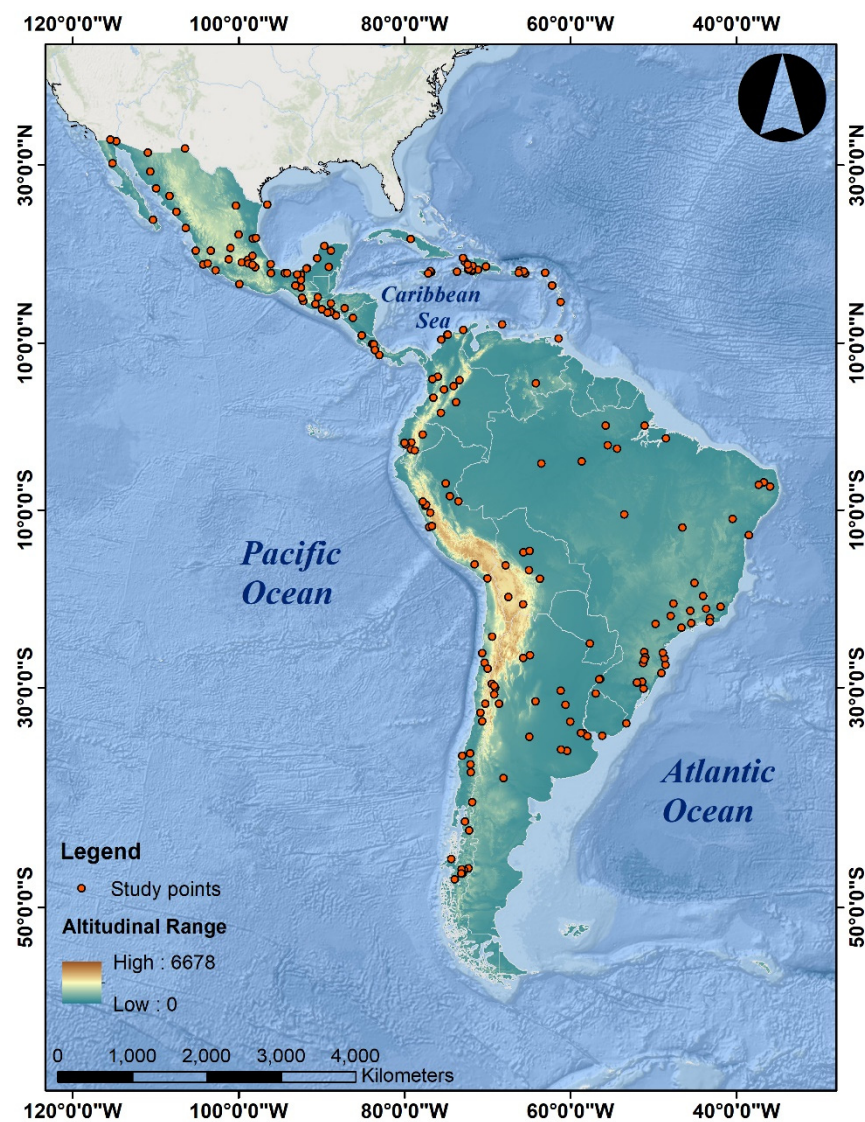 120°0'0"W 100°0'0"W 80°0'0"W 60°0'0"W 40°0'0"W
30°0'0"N
30°0'0"N
Caribbean
Sea
10°0'0"N
10°0'0"N
10°0'0"S
10°0'0"S
Pacific
Ocean
30°0'0"S
30°0'0"S
Atlantic
Ocean
Legend
Study points
50°0'0"S
50°0'0"S
Altitudinal Range
High : 6678
Low : 0
0 1,000 2,000 3,000 4,000
Kilometers
120°0'0"W 100°0'0"W 80°0'0"W 60°0'0"W 40°0'0"W